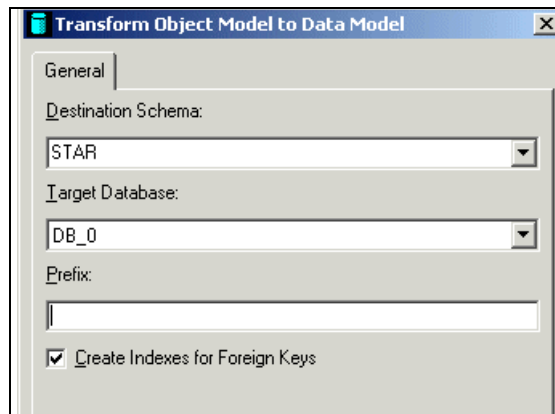 Transform Object Model to Data Model
General
Destination Schema:
STAR
Target Database:
DB_0
Prefix:
Create Indexes for Foreign Keys